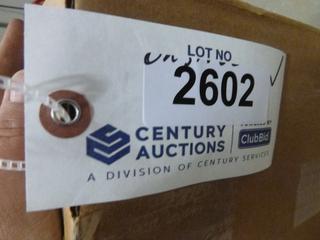 LOT NO
2602
CENTURY
AUCTIONS
ClubBid
A DIVISION OF CENTURY SERVICES